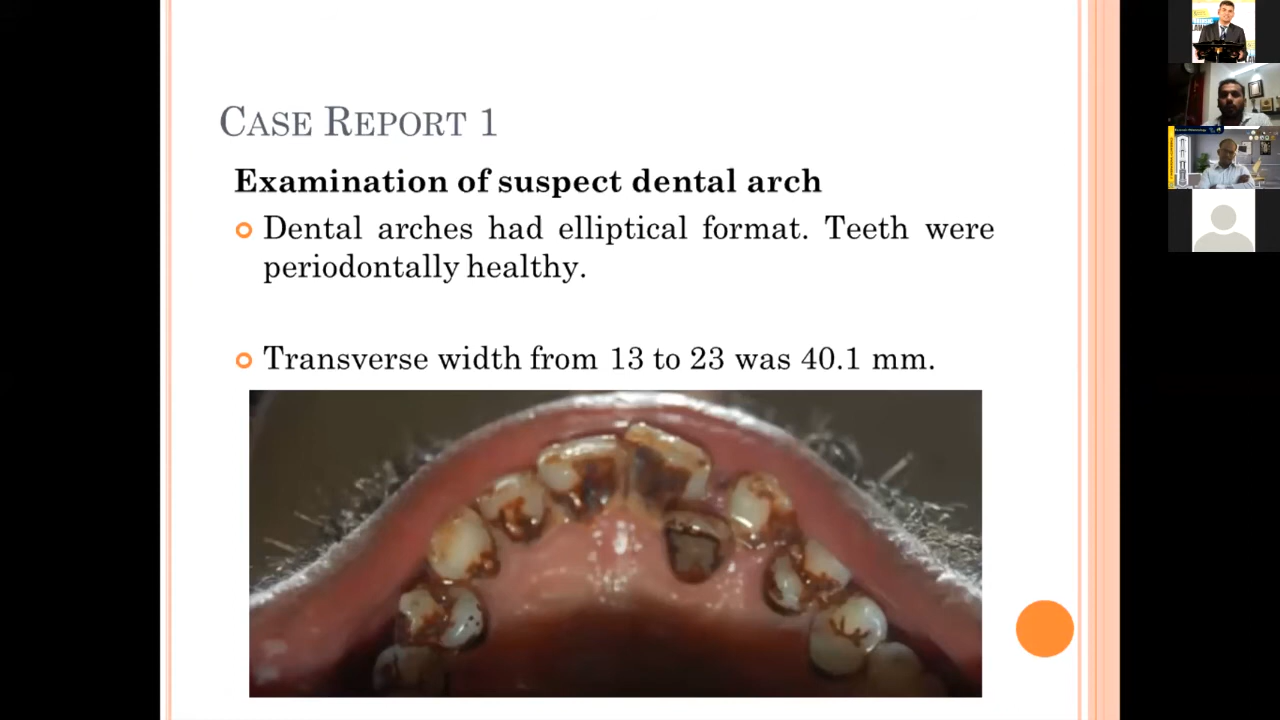 CASE REPORT 1
Examination of suspect dental arch
Dental arches had elliptical format. Teeth were
periodontally healthy.
Transverse width from 13 to 23 was 40.1 mm.